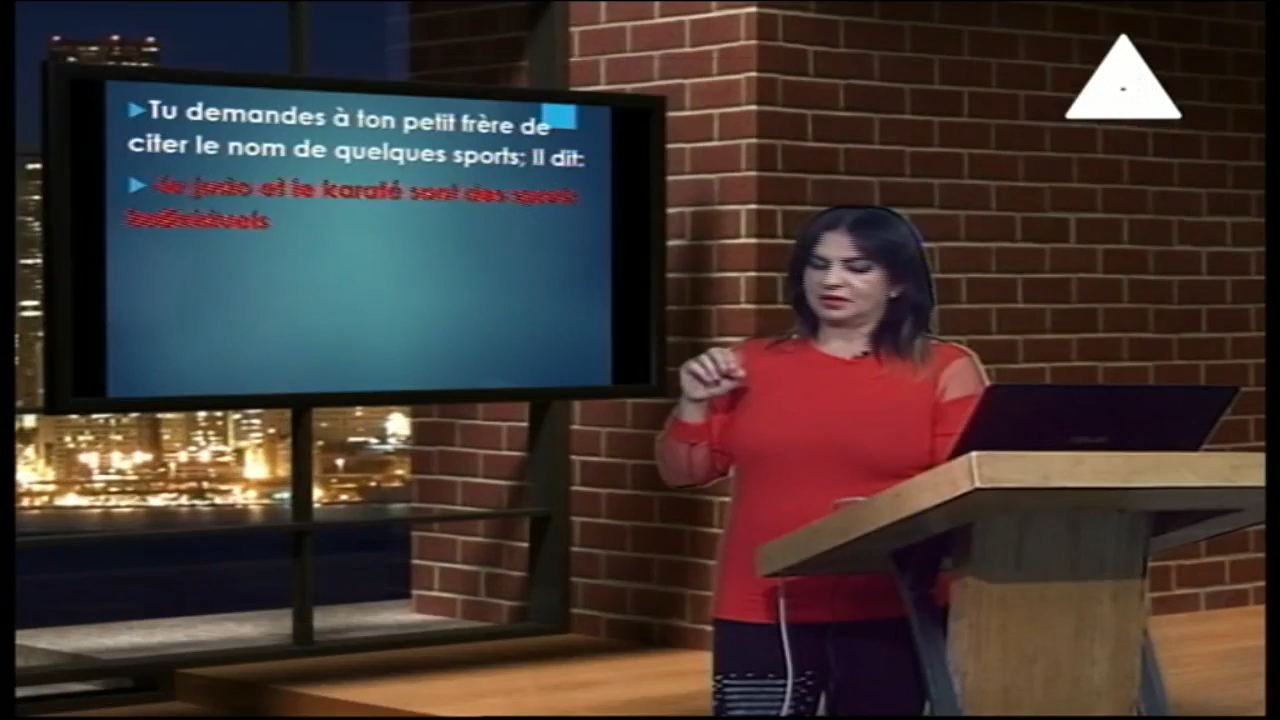 Tu demandes à ton petit frère de
citer le nom de quelques sports; Il dit:
le judo et le karaté sont des sports
individuels